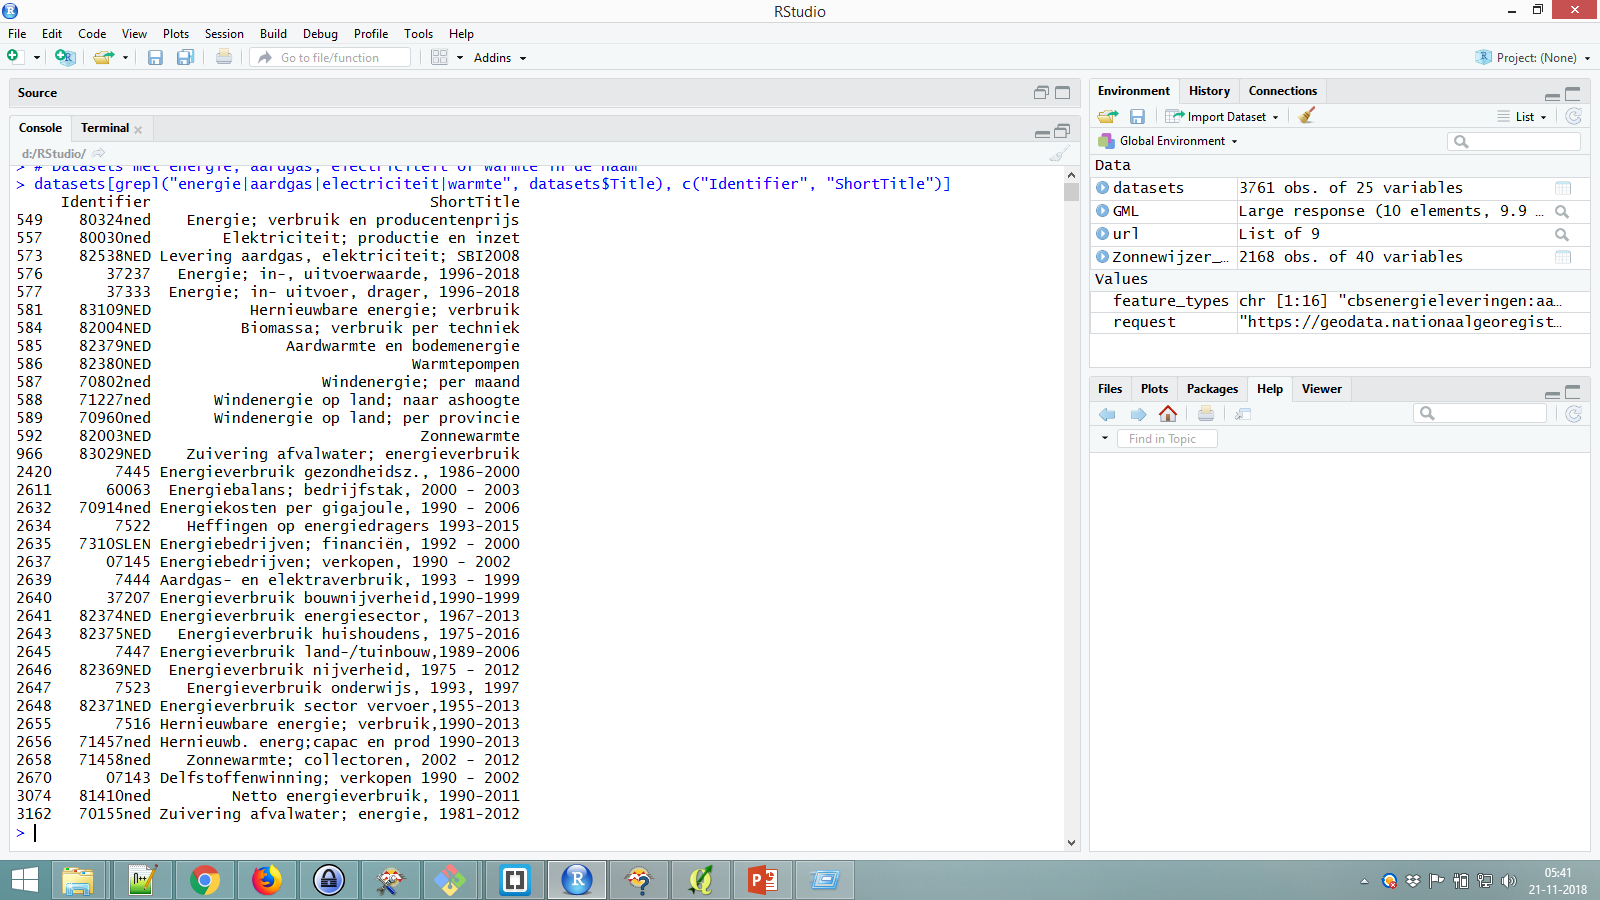 RStudio
File Edit Code View Plots Session Build Debug Profile Tools Help
Go to file/function Addins Project: (None)
Source
Console Terminal
d:/RStudio/
> # Datasets met energie, aardgas, electriciteit of warmte in de naam
> datasets[grepl("energie|aardgas|electriciteit|warmte", datasets$Title), c("Identifier", "ShortTitle")]
Identifier ShortTitle
549 80324ned Energie; verbruik en producentenprijs
557 80030ned Elektriciteit; productie en inzet
573 82538NED Levering aardgas, elektriciteit; SBI2008
576 37237 Energie; in-, uitvoerwaarde, 1996-2018
577 37333 Energie; in- uitvoer, drager, 1996-2018
581 83109NED Hernieuwbare energie; verbruik
584 82004NED Biomassa; verbruik per techniek
585 82379NED Aardwarmte en bodemenergie
586 82380NED Warmtepompen
587 70802ned Windenergie; per maand
588 71227ned Windenergie op land; naar ashoogte
589 70960ned Windenergie op land; per provincie
592 82003NED Zonnewarmte
966 83029NED Zuivering afvalwater; energieverbruik
2420 7445 Energieverbruik gezondheidsz., 1986-2000
2611 60063 Energiebalans; bedrijfstak, 2000 - 2003
2632 70914ned Energiekosten per gigajoule, 1990 - 2006
2634 7522 Heffingen op energiedragers 1993-2015
2635 7310SLEN Energiebedrijven; financiën, 1992 - 2000
2637 07145 Energiebedrijven; verkopen, 1990 - 2002
2639 7444 Aardgas- en elektraverbruik, 1993 - 1999
2640 37207 Energieverbruik bouwnijverheid,1990-1999
2641 82374NED Energieverbruik energiesector, 1967-2013
2643 82375NED Energieverbruik huishoudens, 1975-2016
2645 7447 Energieverbruik land-/tuinbouw,1989-2006
2646 82369NED Energieverbruik nijverheid, 1975 - 2012
2647 7523 Energieverbruik onderwijs, 1993, 1997
2648 82371NED Energieverbruik sector vervoer,1955-2013
2655 7516 Hernieuwbare energie; verbruik,1990-2013
2656 71457ned Hernieuwb. energ;capac en prod 1990-2013
2658 71458ned Zonnewarmte; collectoren, 2002 - 2012
2670 07143 Delfstoffenwinning; verkopen 1990 - 2002
3074 81410ned Netto energieverbruik, 1990-2011
3162 70155ned Zuivering afvalwater; energie, 1981-2012
>
Environment History Connections
Import Dataset List
Global Environment
Data
datasets 3761 obs. of 25 variables
GML Large response (10 elements, 9.9 …
url List of 9
Zonnewijzer_… 2168 obs. of 40 variables
Values
feature_types chr [1:16] "cbsenergieleveringen:aa…
request "https://geodata.nationaalgeoregist…
Files Plots Packages Help Viewer
Find in Topic
05:41
21-11-2018